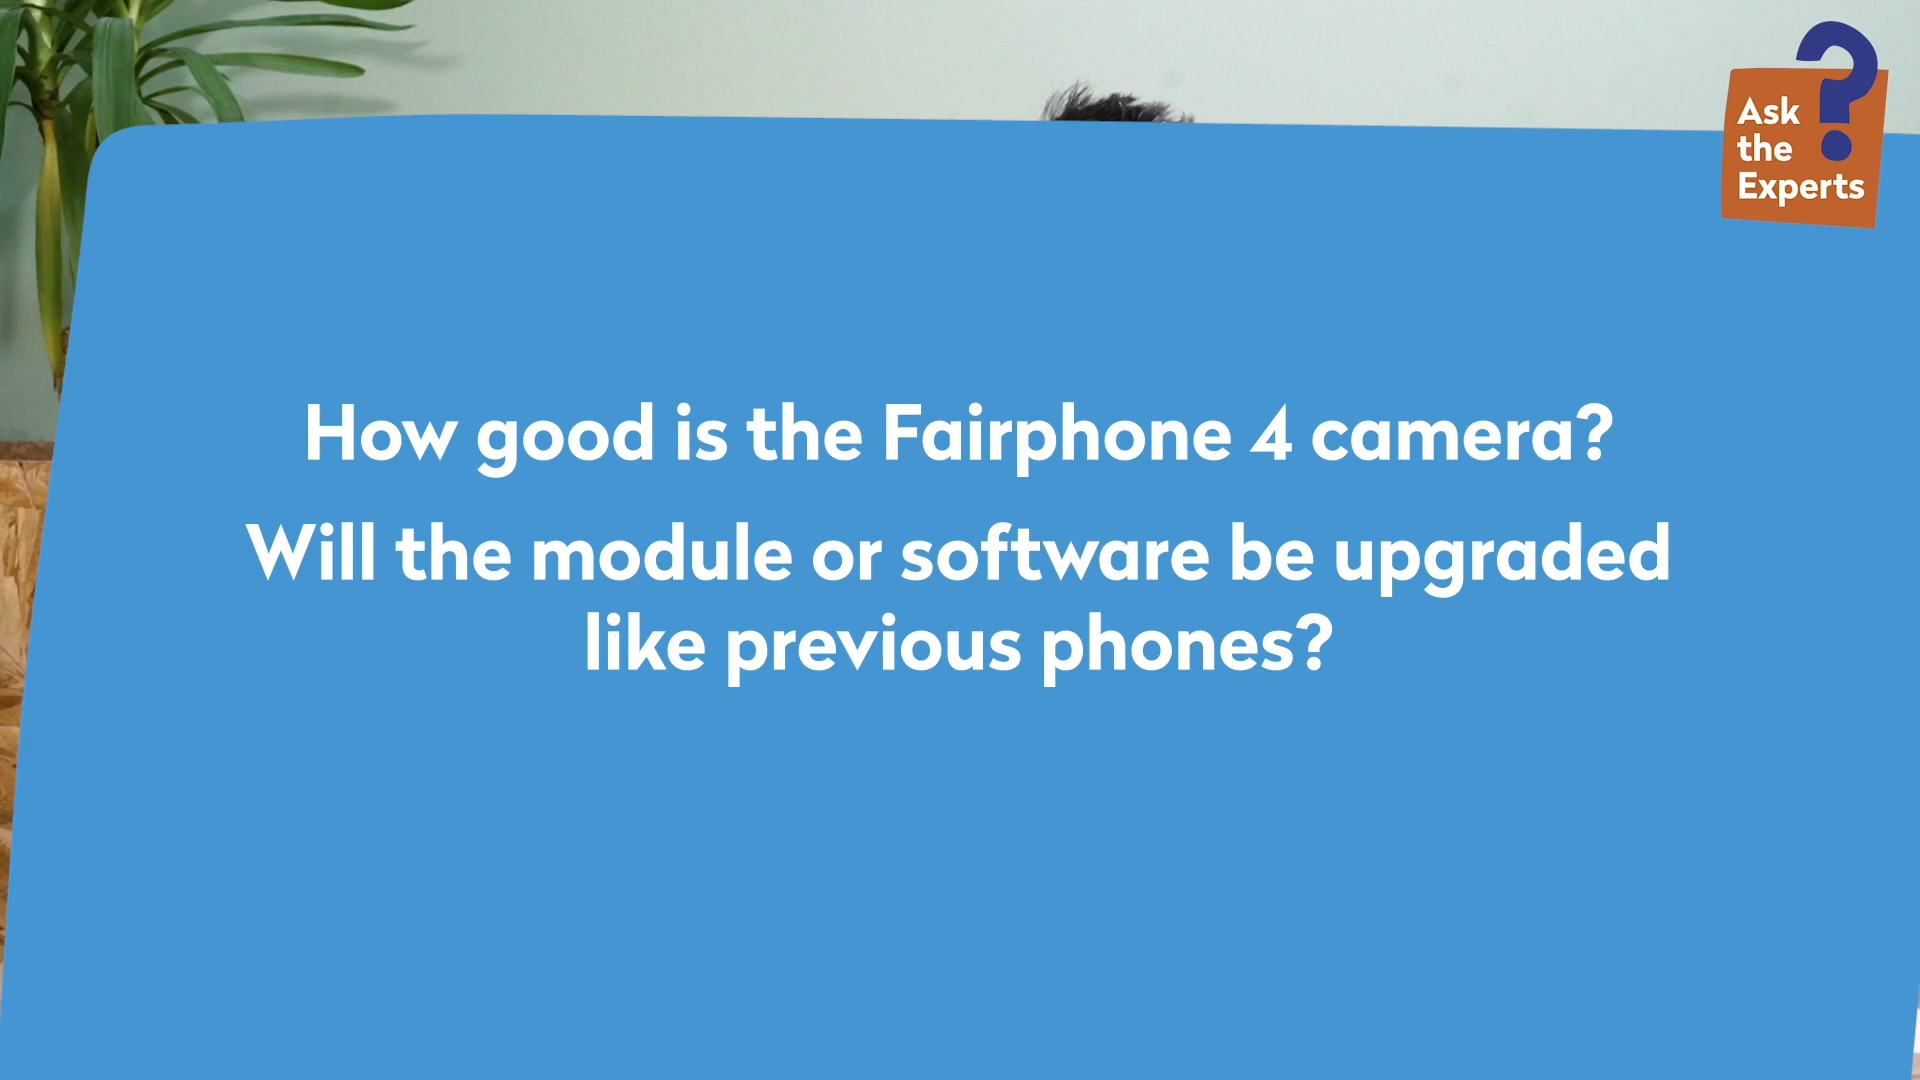 Ask
the
Experts
?
How good is the Fairphone 4 camera?
Will the module or software be upgraded
like previous phones?